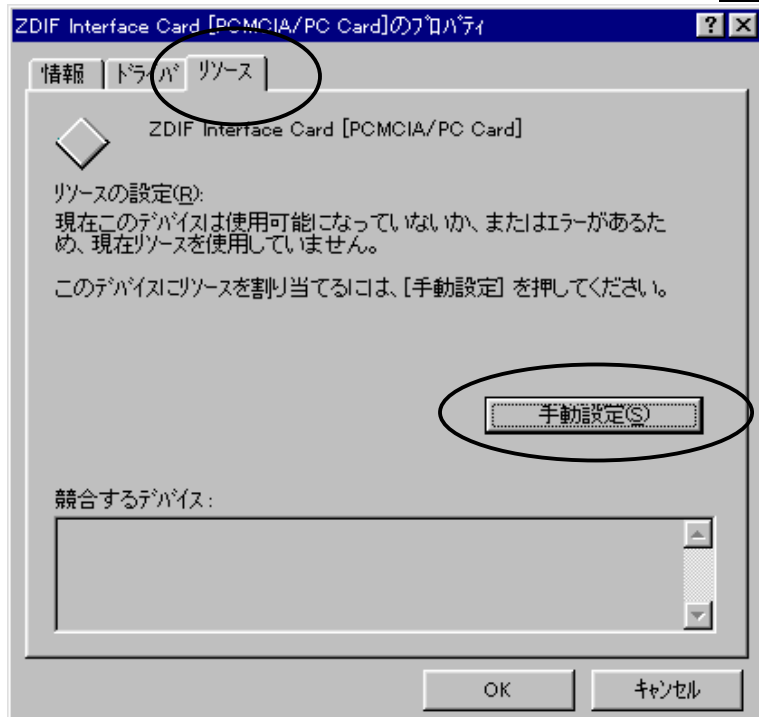 ZDIF Interface Card [PCMCIA/PC Card]のﾌﾟﾛﾊﾟﾃｨ
情報 ﾄﾞﾗｲﾊﾞ ﾘｿｰｽ
ZDIF Interface Card [PCMCIA/PC Card]
ﾘｿｰｽの設定(R):
現在このﾃﾞﾊﾞｲｽは使用可能になっていないか、またはｴﾗｰがあるた
め、現在ﾘｿｰｽを使用していません。
このﾃﾞﾊﾞｲｽにﾘｿｰｽを割り当てるには、[手動設定] を押してください。
手動設定(S)
競合するﾃﾞﾊﾞｲｽ:
OK ｷｬﾝｾﾙ